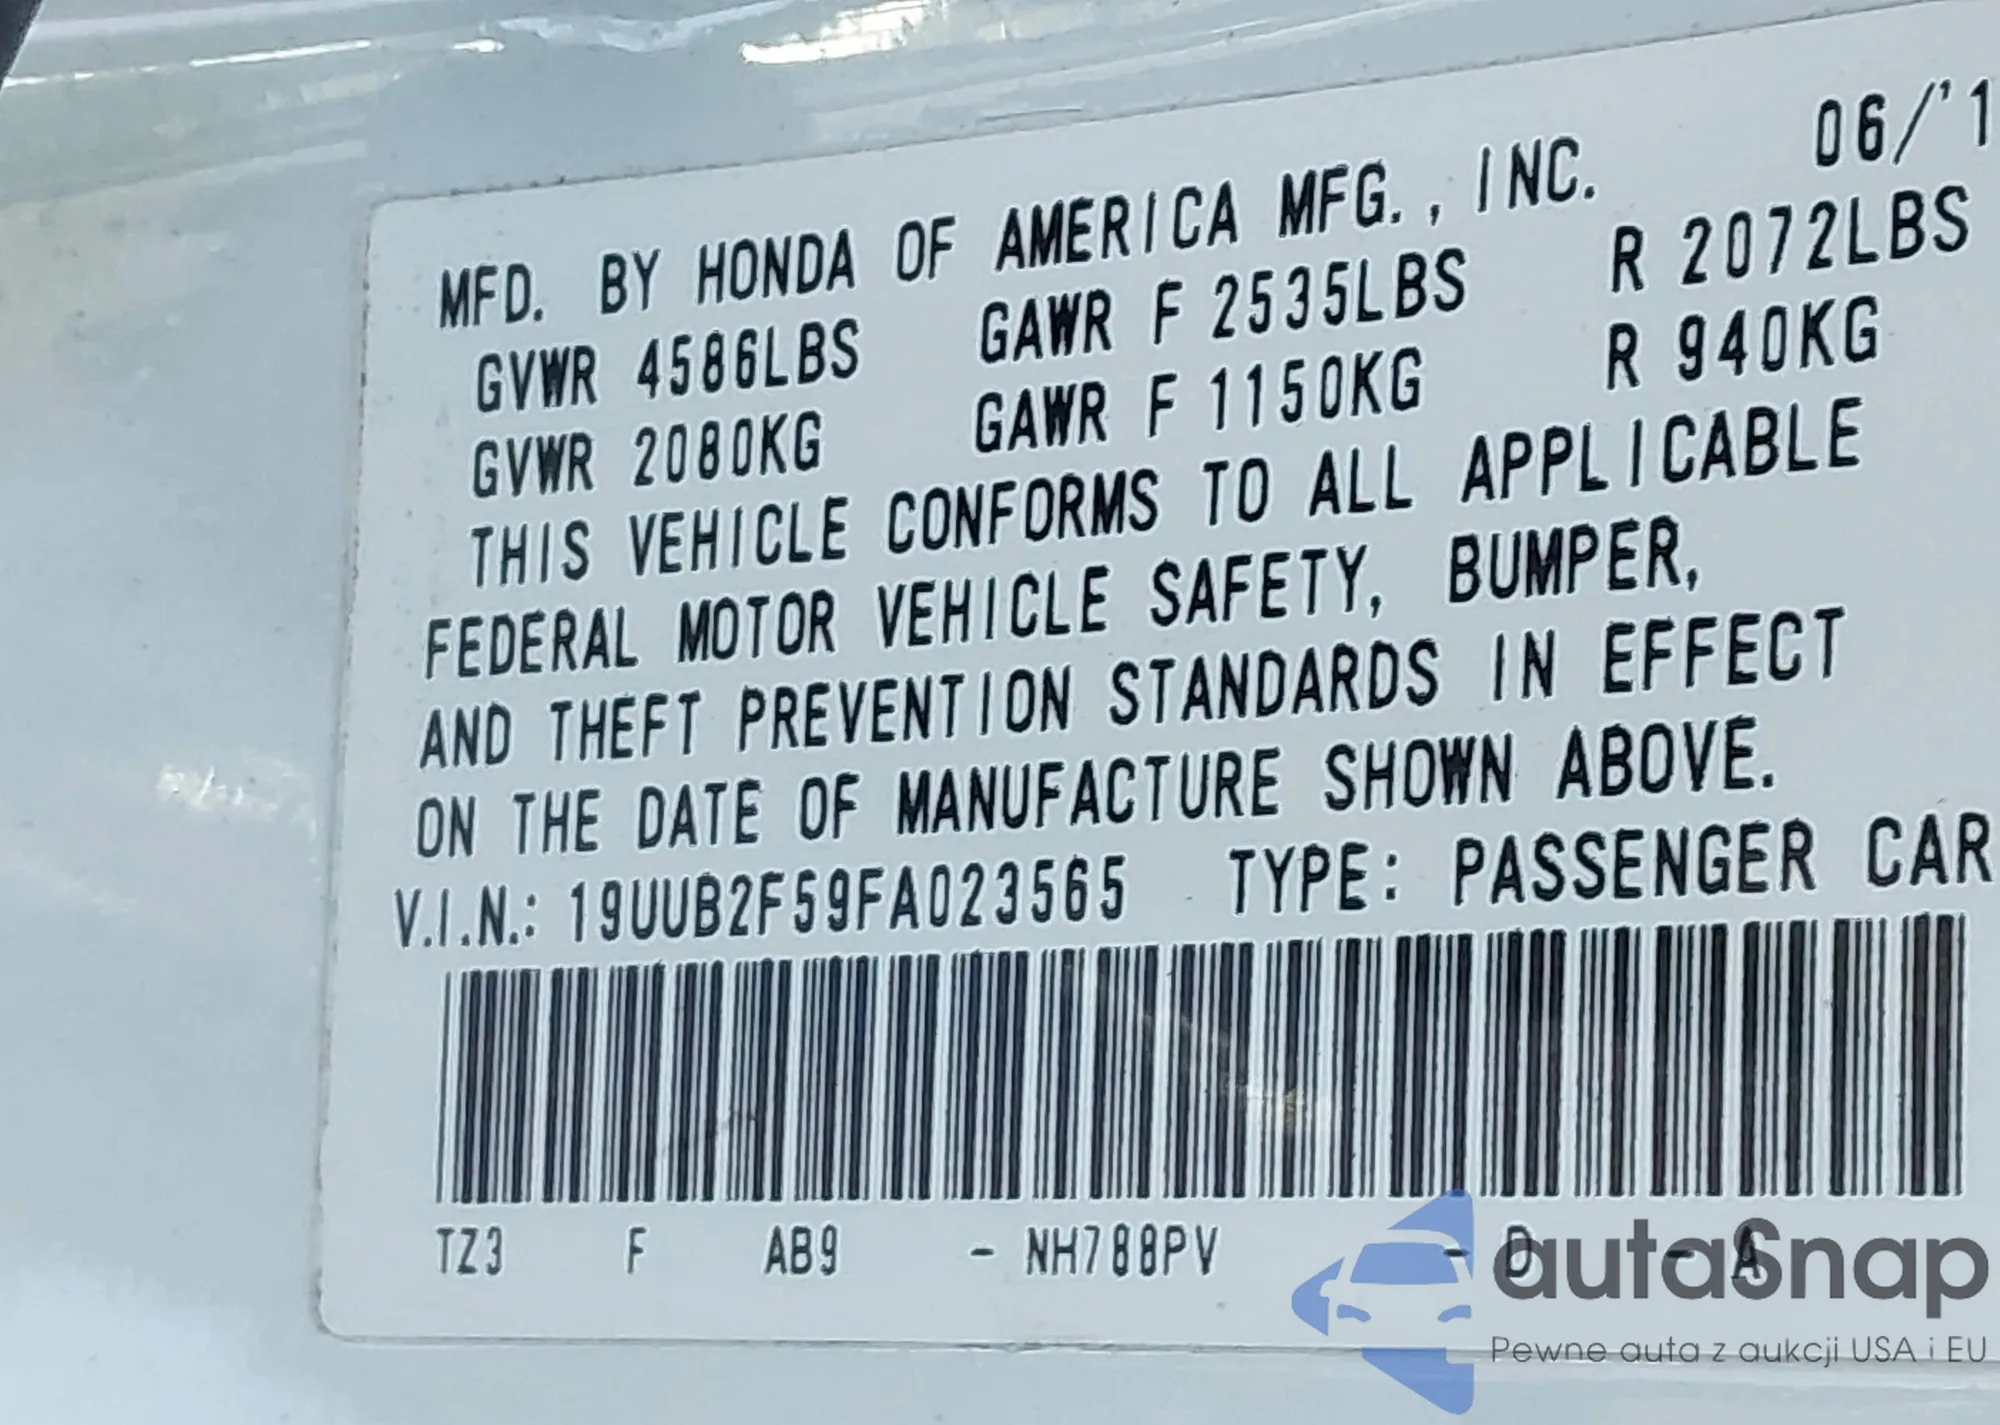 06/'1
MFD. BY HONDA OF AMERICA MFG., INC.
GVWR 4586LBS GAWR F 2535LBS R 2072LBS
GVWR 2080KG GAWR F 1150KG R 940KG
THIS VEHICLE CONFORMS TO ALL APPLICABLE
FEDERAL MOTOR VEHICLE SAFETY, BUMPER,
AND THEFT PREVENTION STANDARDS IN EFFECT
ON THE DATE OF MANUFACTURE SHOWN ABOVE.
V.I.N.: 19UUB2F59FA023565 TYPE: PASSENGER CAR
TZ3 F AB9 - NH788PV - D - A
autaSnap
Pewne auta z aukcji USA i EU